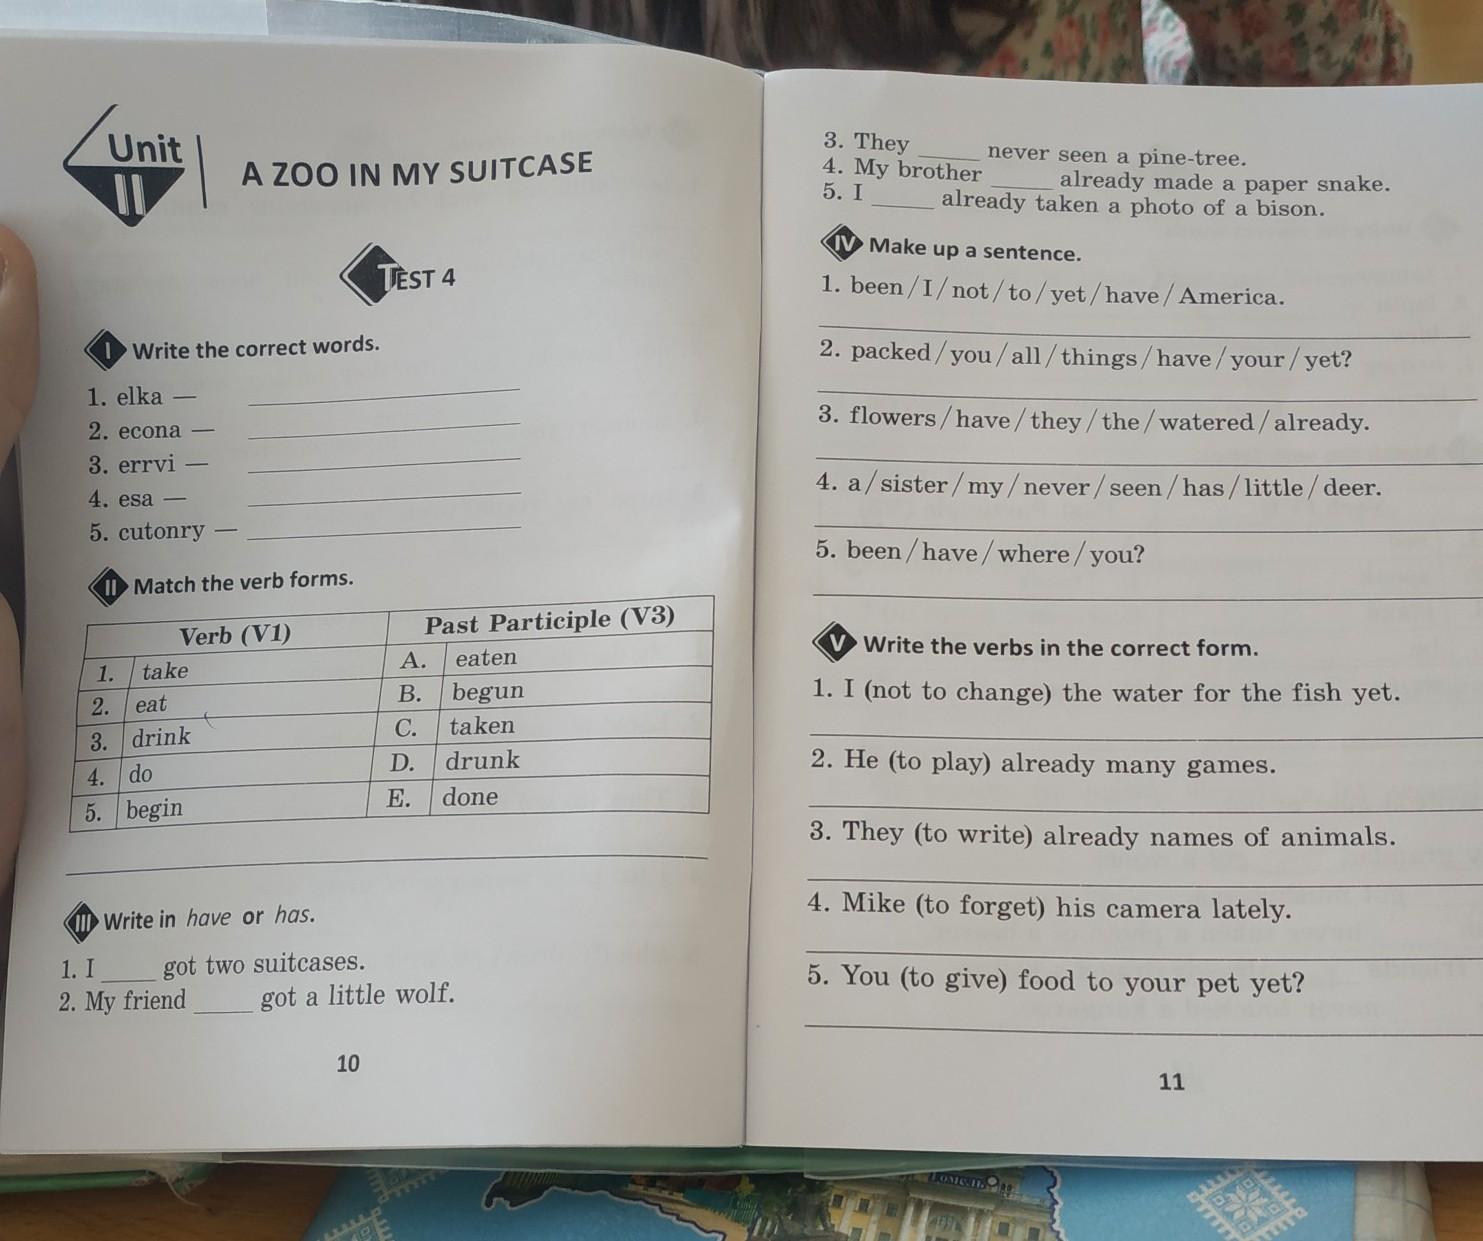 Unit
II
A ZOO IN MY SUITCASE
TEST 4
I Write the correct words.
1. elka —
2. econa —
3. errvi —
4. esa —
5. cutonry —
II Match the verb forms.
Verb (V1) Past Participle (V3)
1. take A. eaten
2. eat B. begun
3. drink C. taken
4. do D. drunk
5. begin E. done
III Write in have or has.
1. I _____ got two suitcases.
2. My friend _____ got a little wolf.
10
3. They _____ never seen a pine-tree.
4. My brother _____ already made a paper snake.
5. I _____ already taken a photo of a bison.
IV Make up a sentence.
1. been/I/not/to/yet/have/America.
2. packed/you/all/things/have/your/yet?
3. flowers/have/they/the/watered/already.
4. a/sister/my/never/seen/has/little/deer.
5. been/have/where/you?
V Write the verbs in the correct form.
1. I (not to change) the water for the fish yet.
2. He (to play) already many games.
3. They (to write) already names of animals.
4. Mike (to forget) his camera lately.
5. You (to give) food to your pet yet?
11